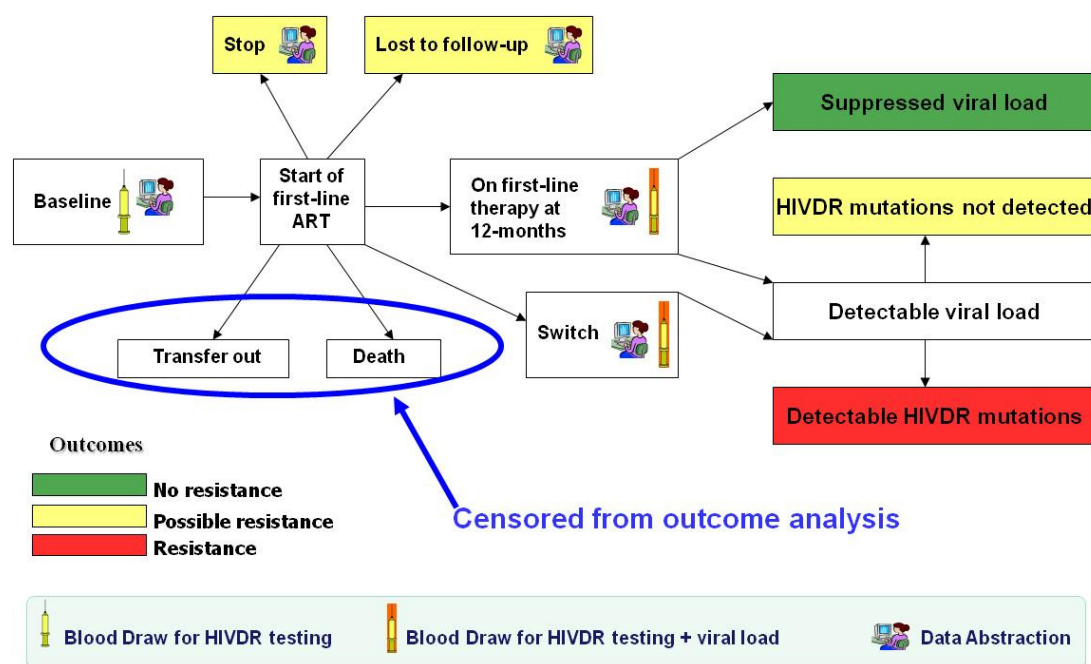 Stop
Lost to follow-up
Suppressed viral load
Baseline
Start of
first-line
ART
On first-line
therapy at
12-months
HIVDR mutations not detected
Detectable viral load
Switch
Transfer out
Death
Detectable HIVDR mutations
Outcomes
No resistance
Possible resistance
Resistance
Censored from outcome analysis
Blood Draw for HIVDR testing
Blood Draw for HIVDR testing + viral load
Data Abstraction